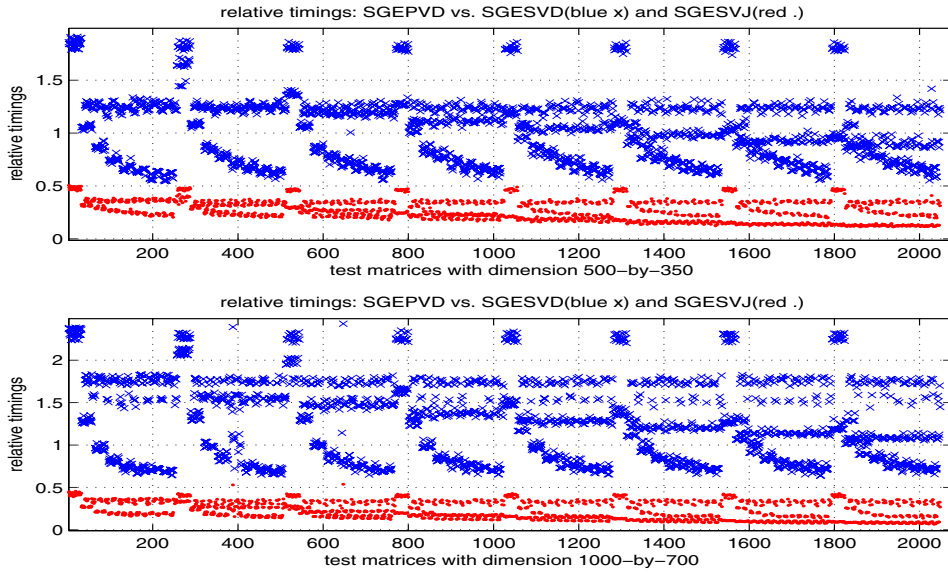 relative timings: SGEPVD vs. SGESVD(blue x) and SGESVJ(red .)
relative timings
1.5
1
0.5
0
200 400 600 800 1000 1200 1400 1600 1800 2000
test matrices with dimension 500−by−350
relative timings: SGEPVD vs. SGESVD(blue x) and SGESVJ(red .)
relative timings
2
1.5
1
0.5
0
200 400 600 800 1000 1200 1400 1600 1800 2000
test matrices with dimension 1000−by−700